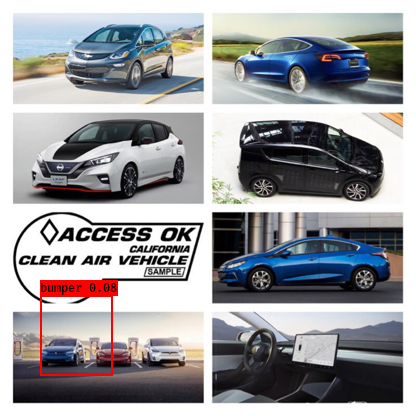 ACCESS OK
CALIFORNIA
CLEAN AIR VEHICLE
SAMPLE
bumper 0.08